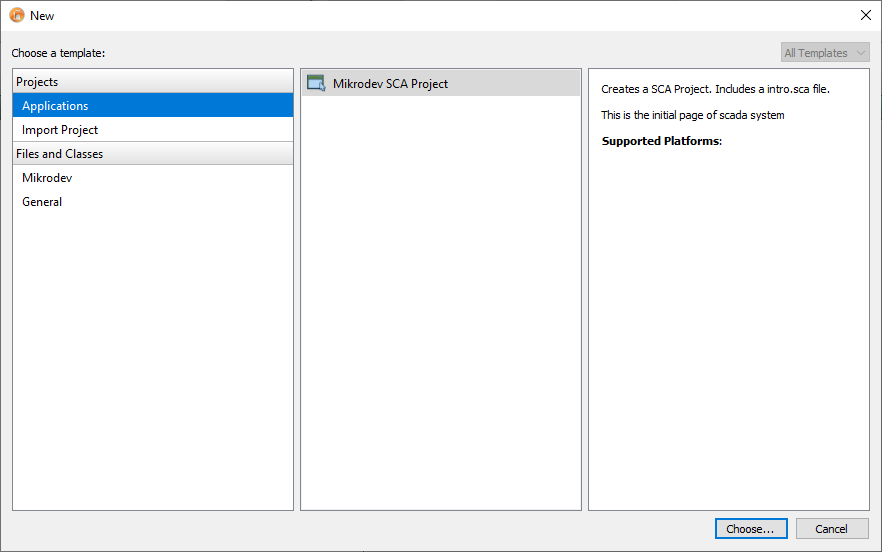 New
Choose a template:
All Templates
Projects
Applications
Import Project
Files and Classes
Mikrodev
General
Mikrodev SCA Project
Creates a SCA Project. Includes a intro.sca file.
This is the initial page of scada system
Supported Platforms:
Choose...
Cancel